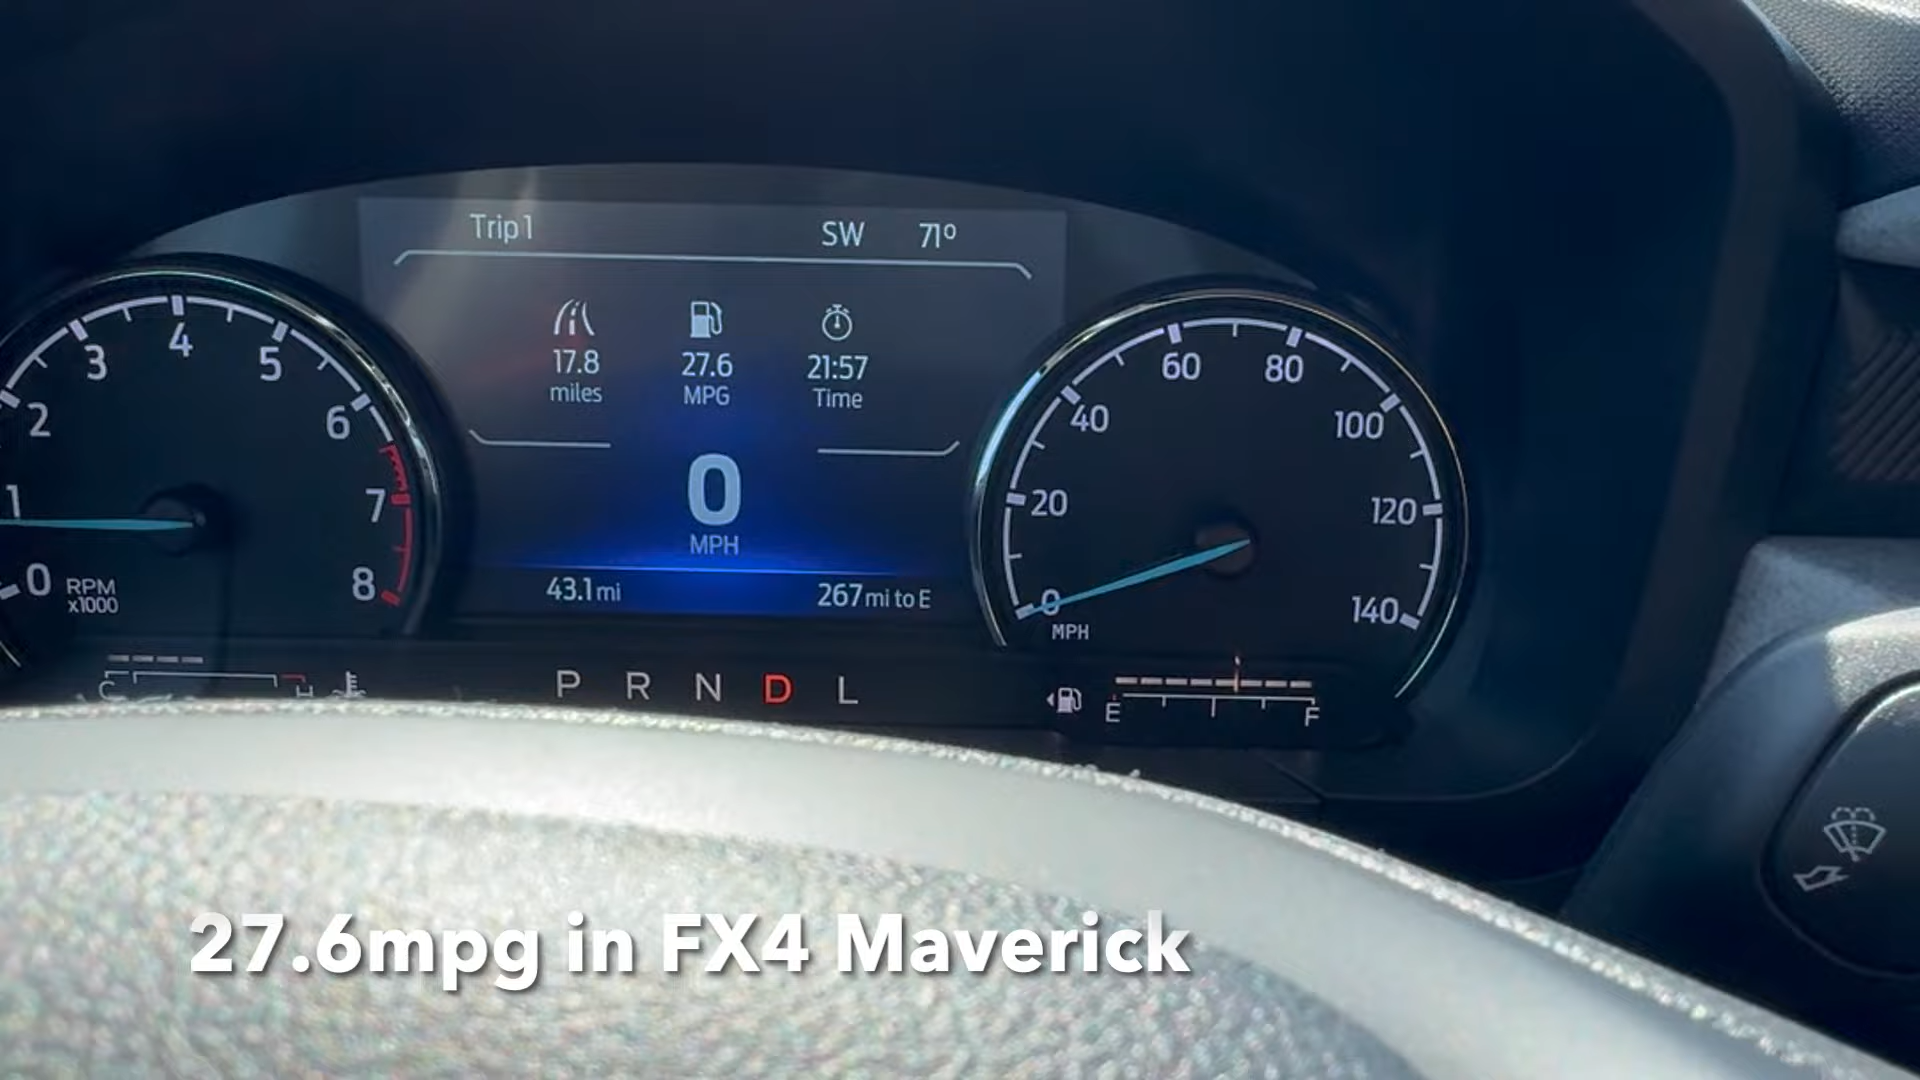 Trip 1
SW 71°
17.8 27.6 21:57
miles MPG Time
0
MPH
43.1 mi 267 mi to E
0 1 2 3 4 5 6 7 8
RPM
x1000
0 20 40 60 80 100 120 140
MPH
C H
P R N D L
E F
27.6mpg in FX4 Maverick